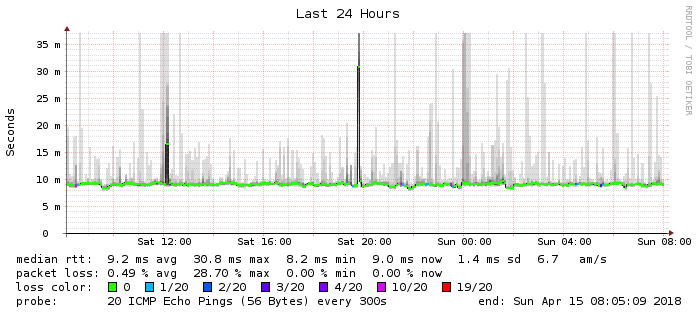 Last 24 Hours
RRDTOOL / TOBI OETIKER
Seconds
35 m
30 m
25 m
20 m
15 m
10 m
5 m
0
Sat 12:00 Sat 16:00 Sat 20:00 Sun 00:00 Sun 04:00 Sun 08:00
median rtt: 9.2 ms avg 30.8 ms max 8.2 ms min 9.0 ms now 1.4 ms sd 6.7 am/s
packet loss: 0.49 % avg 28.70 % max 0.00 % min 0.00 % now
loss color: 0 1/20 2/20 3/20 4/20 10/20 19/20
probe: 20 ICMP Echo Pings (56 Bytes) every 300s end: Sun Apr 15 08:05:09 2018